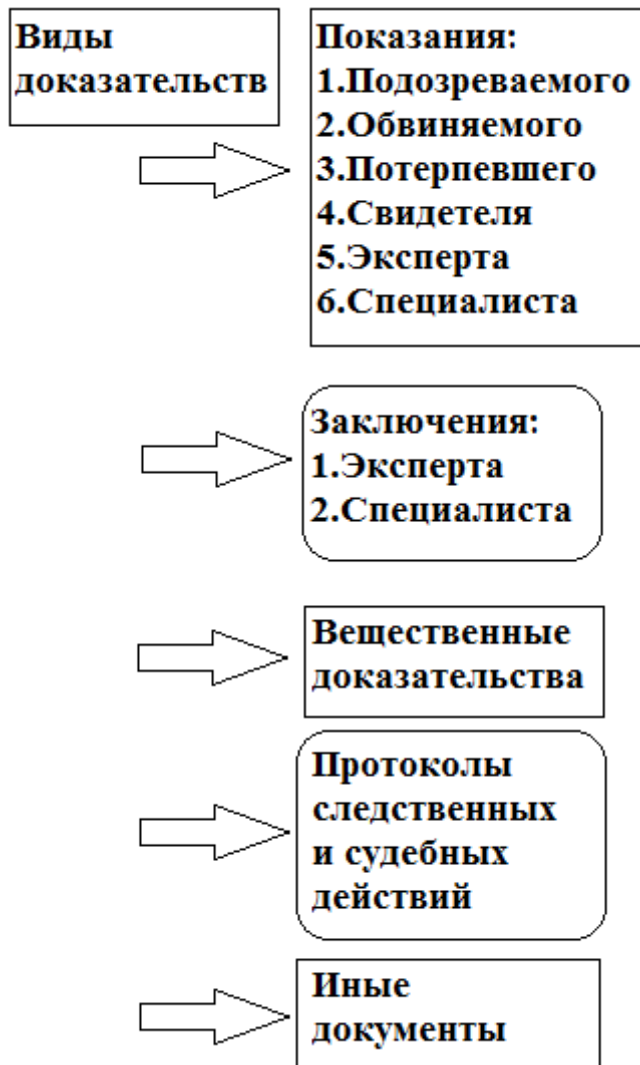 Виды
доказательств
Показания:
1.Подозреваемого
2.Обвиняемого
3.Потерпевшего
4.Свидетеля
5.Эксперта
6.Специалиста
Заключения:
1.Эксперта
2.Специалиста
Вещественные
доказательства
Протоколы
следственных
и судебных
действий
Иные
документы